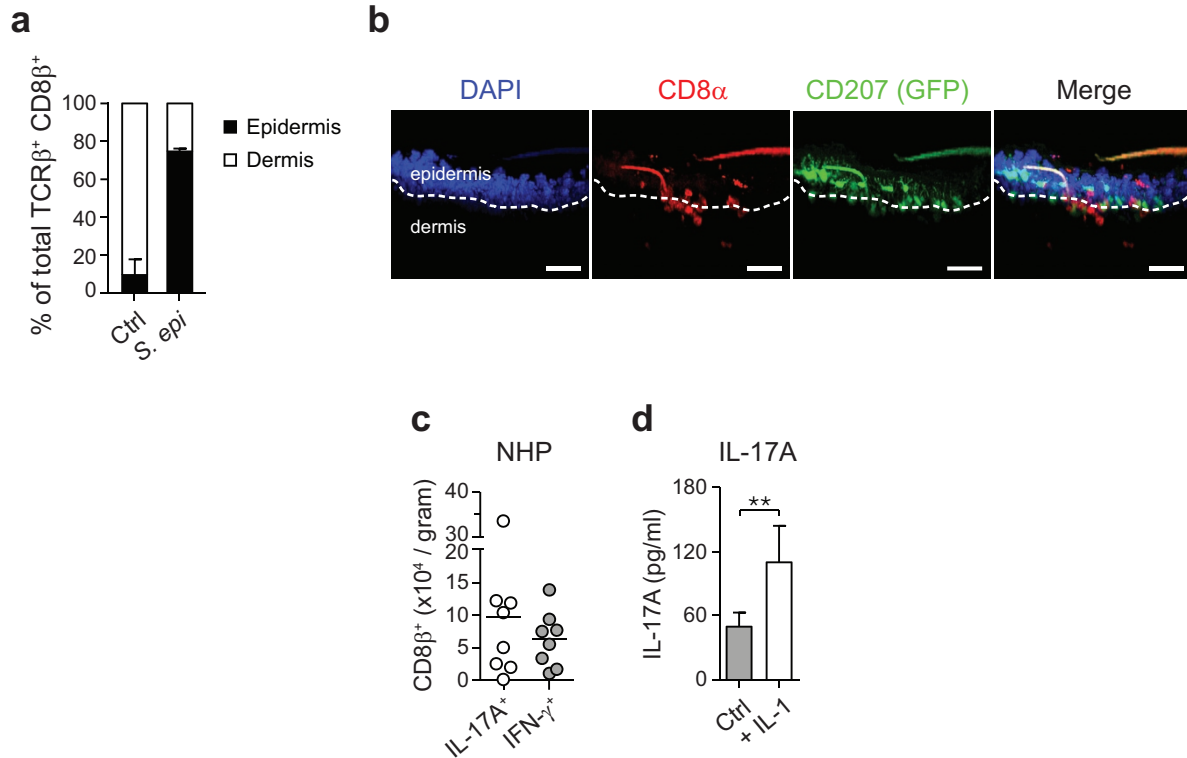 a
% of total TCRβ⁺ CD8β⁺
100
80
60
40
20
0
Ctrl
S. epi
Epidermis
Dermis
b
DAPI
CD8α
CD207 (GFP)
Merge
epidermis
dermis
c
NHP
CD8β⁺ (x10⁴ / gram)
40
30
20
15
10
5
0
IL-17A⁺
IFN-γ⁺
d
IL-17A
IL-17A (pg/ml)
180
120
60
0
**
Ctrl
+ IL-1